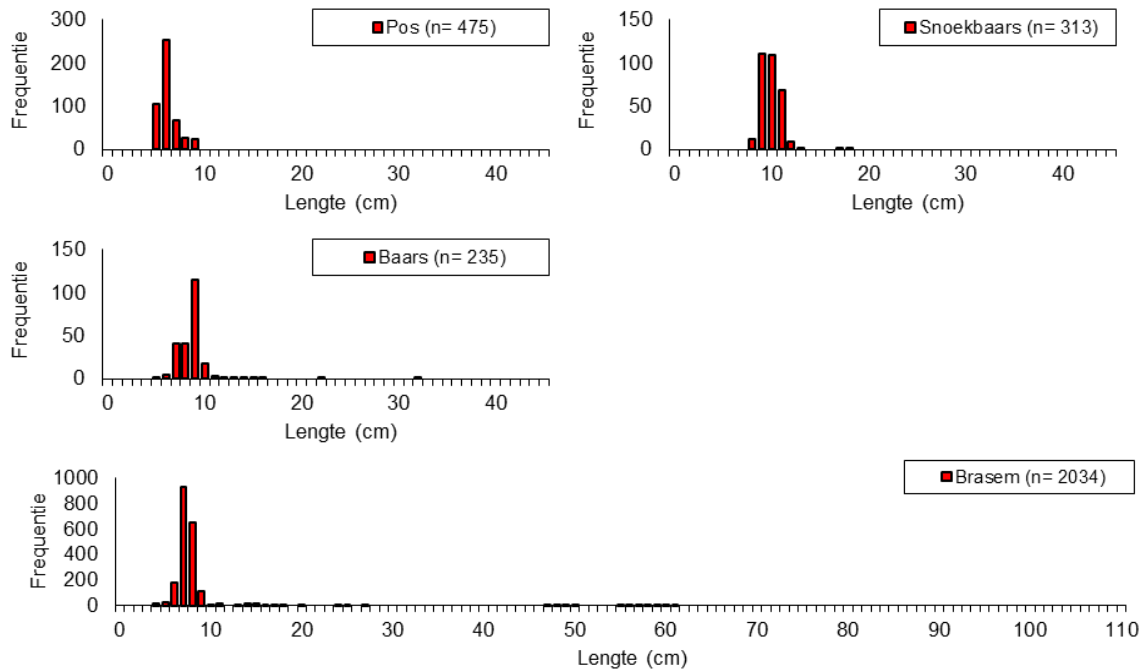 Pos (n= 475)
Frequentie
300
200
100
0
0 10 20 30 40
Lengte (cm)
Snoekbaars (n= 313)
Frequentie
150
100
50
0
0 10 20 30 40
Lengte (cm)
Baars (n= 235)
Frequentie
150
100
50
0
0 10 20 30 40
Lengte (cm)
Brasem (n= 2034)
Frequentie
1000
800
600
400
200
0
0 10 20 30 40 50 60 70 80 90 100 110
Lengte (cm)